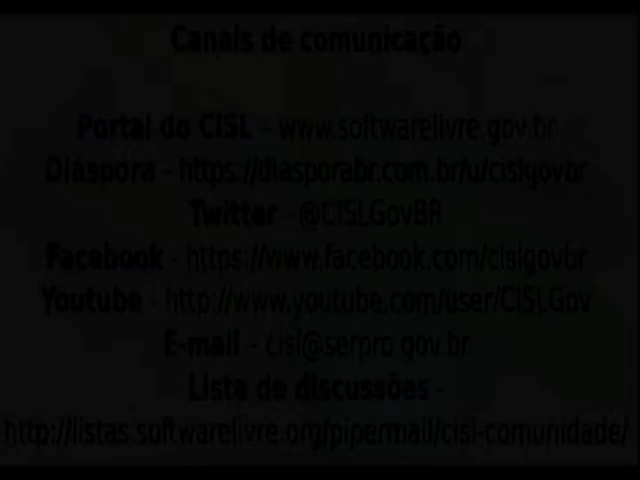 Canais de comunicação
Portal do CISL - www.softwarelivre.gov.br
Diaspora - https://diasporabr.com.br/u/cislgovbr
Twitter - @CISLGovBR
Facebook - https://www.facebook.com/cislgovbr
Youtube - http://www.youtube.com/user/CISLGov
E-mail - cisl@serpro.gov.br
Lista de discussões -
http://listas.softwarelivre.org/pipermail/cisl-comunidade/